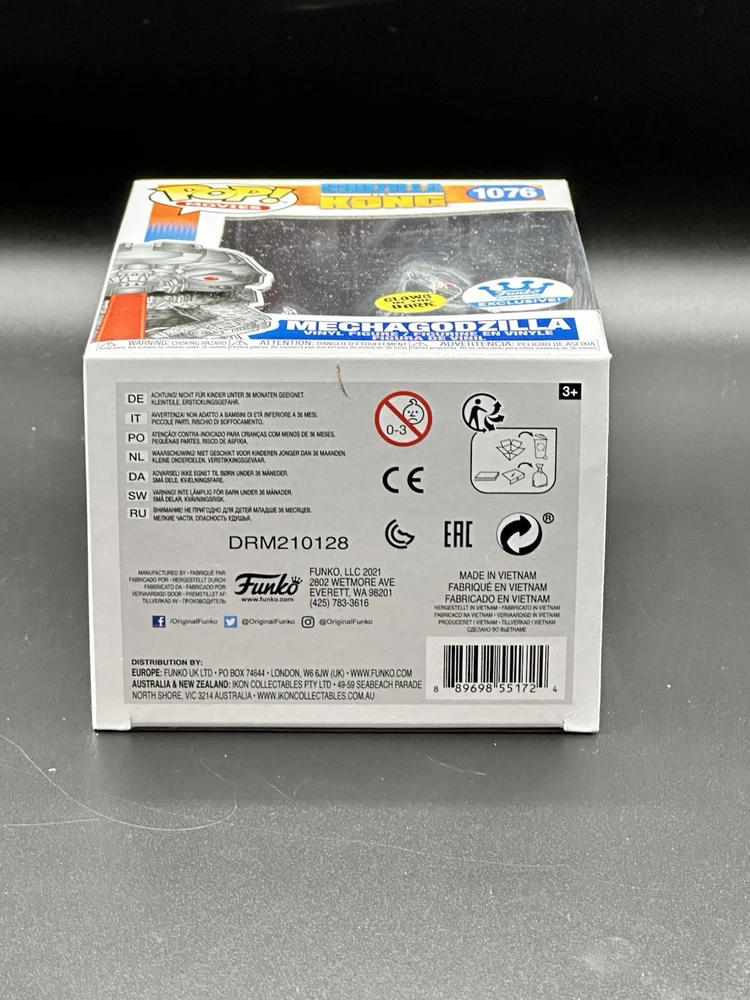 POP!
MOVIES
GODZILLA
VS
KONG
1076
GLOWS
IN THE
DARK
Funko
EXCLUSIVE!
MECHAGODZILLA
VINYL FIGURE / FIGURINE EN VINYLE
FIGURA DE VINIL
WARNING: CHOKING HAZARD
ATTENTION: DANGER D'ÉTOUFFEMENT
ADVERTENCIA: PELIGRO DE ASFIXIA
3+
DE ACHTUNG! NICHT FÜR KINDER UNTER 36 MONATEN GEEIGNET.
KLEINTEILE. ERSTICKUNGSGEFAHR.
IT AVVERTENZA! NON ADATTO A BAMBINI DI ETÀ INFERIORE A 36 MESI.
PICCOLE PARTI. RISCHIO DI SOFFOCAMENTO.
PO ATENÇÃO! CONTRA-INDICADO PARA CRIANÇAS COM MENOS DE 36 MESES.
PEQUENAS PARTES. RISCO DE ASFIXIA.
NL WAARSCHUWING! NIET GESCHIKT VOOR KINDEREN JONGER DAN 36 MAANDEN.
KLEINE ONDERDELEN. VERSTIKKINGSGEVAAR.
DA ADVARSEL! IKKE EGNET TIL BØRN UNDER 36 MÅNEDER.
SMÅ DELE. KVÆLNINGSFARE.
SW VARNING! INTE LÄMPLIG FÖR BARN UNDER 36 MÅNADER.
SMÅ DELAR. KVÄVNINGSRISK.
RU ВНИМАНИЕ! НЕ ПРИГОДНО ДЛЯ ДЕТЕЙ МЛАДШЕ 36 МЕСЯЦЕВ.
МЕЛКИЕ ЧАСТИ. ОПАСНОСТЬ УДУШЬЯ.
0-3
CE
EAC
®
DRM210128
MANUFACTURED BY • FABRIQUÉ PAR:
FABRICADO POR • HERGESTELLT DURCH:
FABBRICATO DA • FABRICADO POR:
VERVAARDIGD DOOR • FREMSTILLET AF:
TILLVERKAD AV • ПРОИЗВОДИТЕЛЬ:
Funko
www.funko.com
FUNKO, LLC 2021
2802 WETMORE AVE
EVERETT, WA 98201
(425) 783-3616
/OriginalFunko @OriginalFunko @OriginalFunko
MADE IN VIETNAM
FABRIQUÉ EN VIETNAM
FABRICADO EN VIETNAM
HERGESTELLT IN VIETNAM • FABBRICATO IN VIETNAM
FABRICADO NO VIETNAM • VERVAARDIGD IN VIETNAM
PRODUCERET I VIETNAM • TILLVERKAD I VIETNAM
СДЕЛАНО ВО ВЬЕТНАМЕ
DISTRIBUTION BY:
EUROPE: FUNKO UK LTD • PO BOX 74644 • LONDON, W6 6JW (UK) • WWW.FUNKO.COM
AUSTRALIA & NEW ZEALAND: IKON COLLECTABLES PTY LTD • 49-59 SEABEACH PARADE
NORTH SHORE, VIC 3214 AUSTRALIA • WWW.IKONCOLLECTABLES.COM.AU
8 89698 55172 4